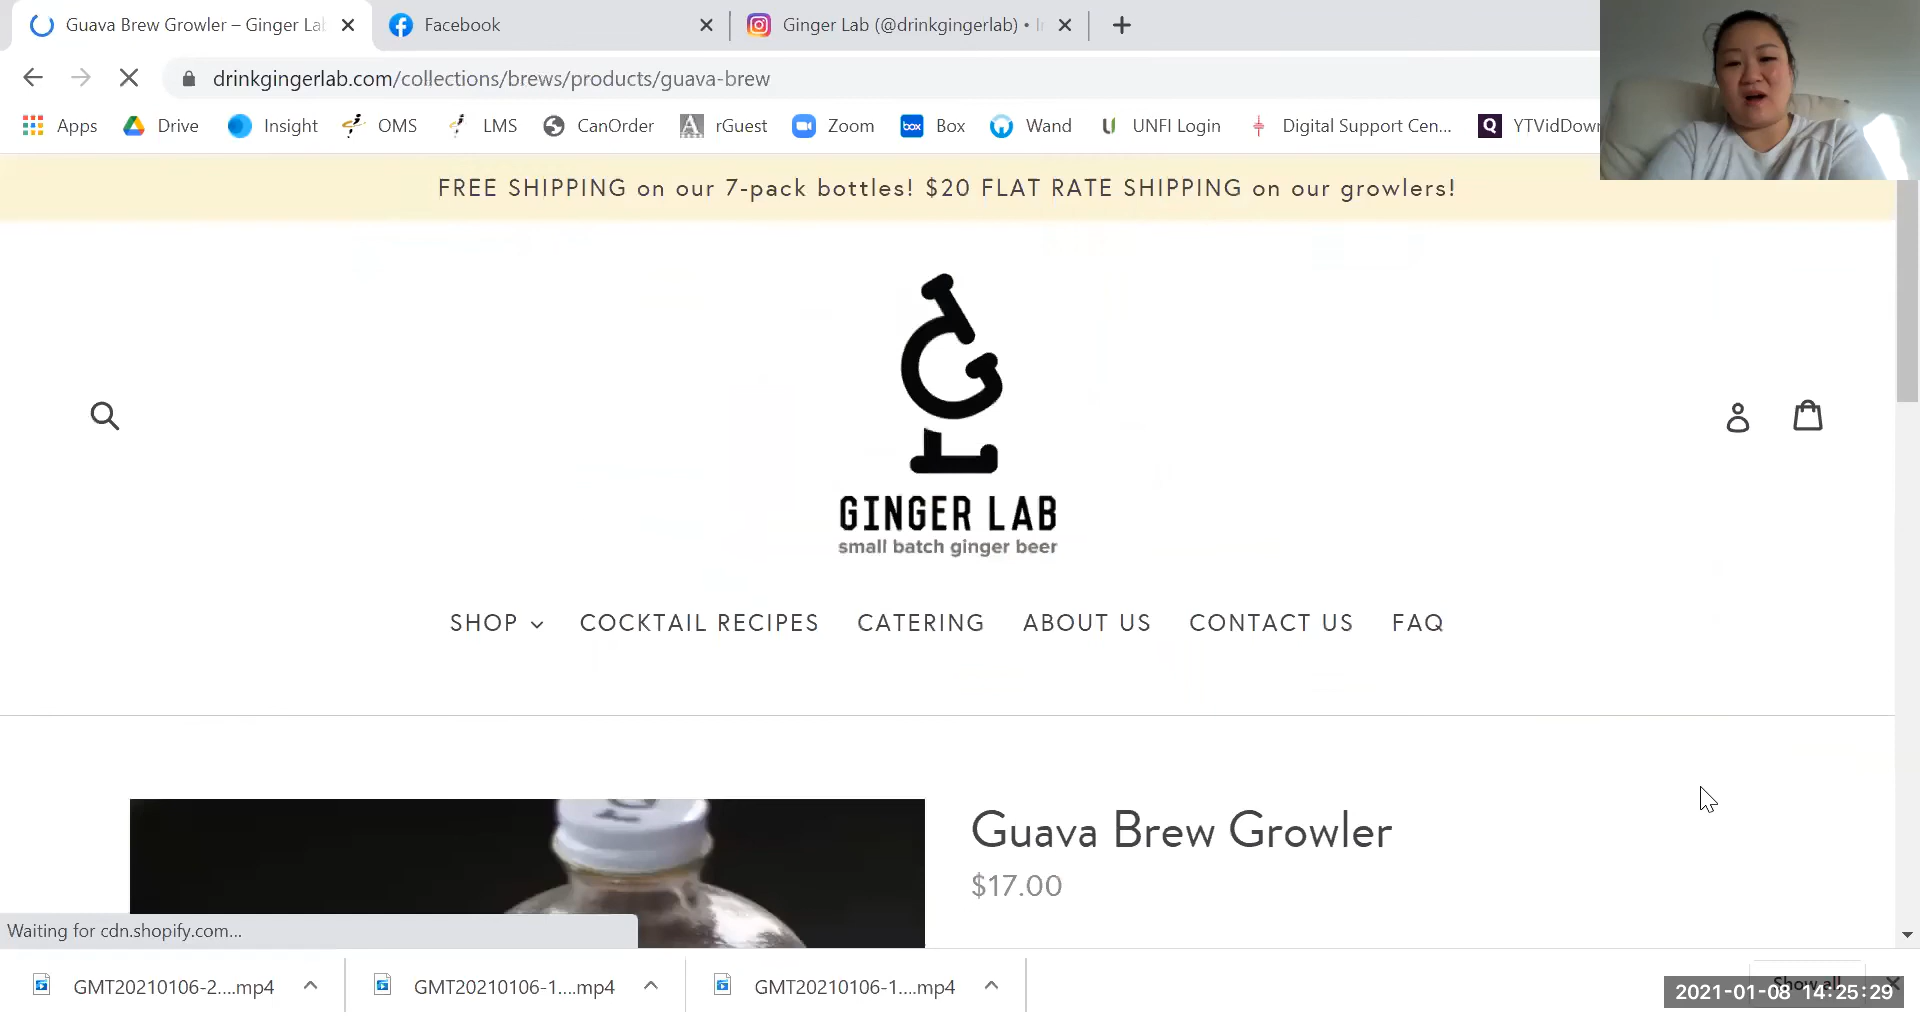 Guava Brew Growler – Ginger La
Facebook
Ginger Lab (@drinkgingerlab) •
drinkgingerlab.com/collections/brews/products/guava-brew
Apps Drive Insight OMS LMS CanOrder rGuest Zoom box Box Wand UNFI Login Digital Support Cen... Q YTVidDow
FREE SHIPPING on our 7-pack bottles! $20 FLAT RATE SHIPPING on our growlers!
GINGER LAB
small batch ginger beer
SHOP COCKTAIL RECIPES CATERING ABOUT US CONTACT US FAQ
Guava Brew Growler
$17.00
Waiting for cdn.shopify.com...
GMT20210106-2....mp4 GMT20210106-1....mp4 GMT20210106-1....mp4
Show all
2021-01-08 14:25:29